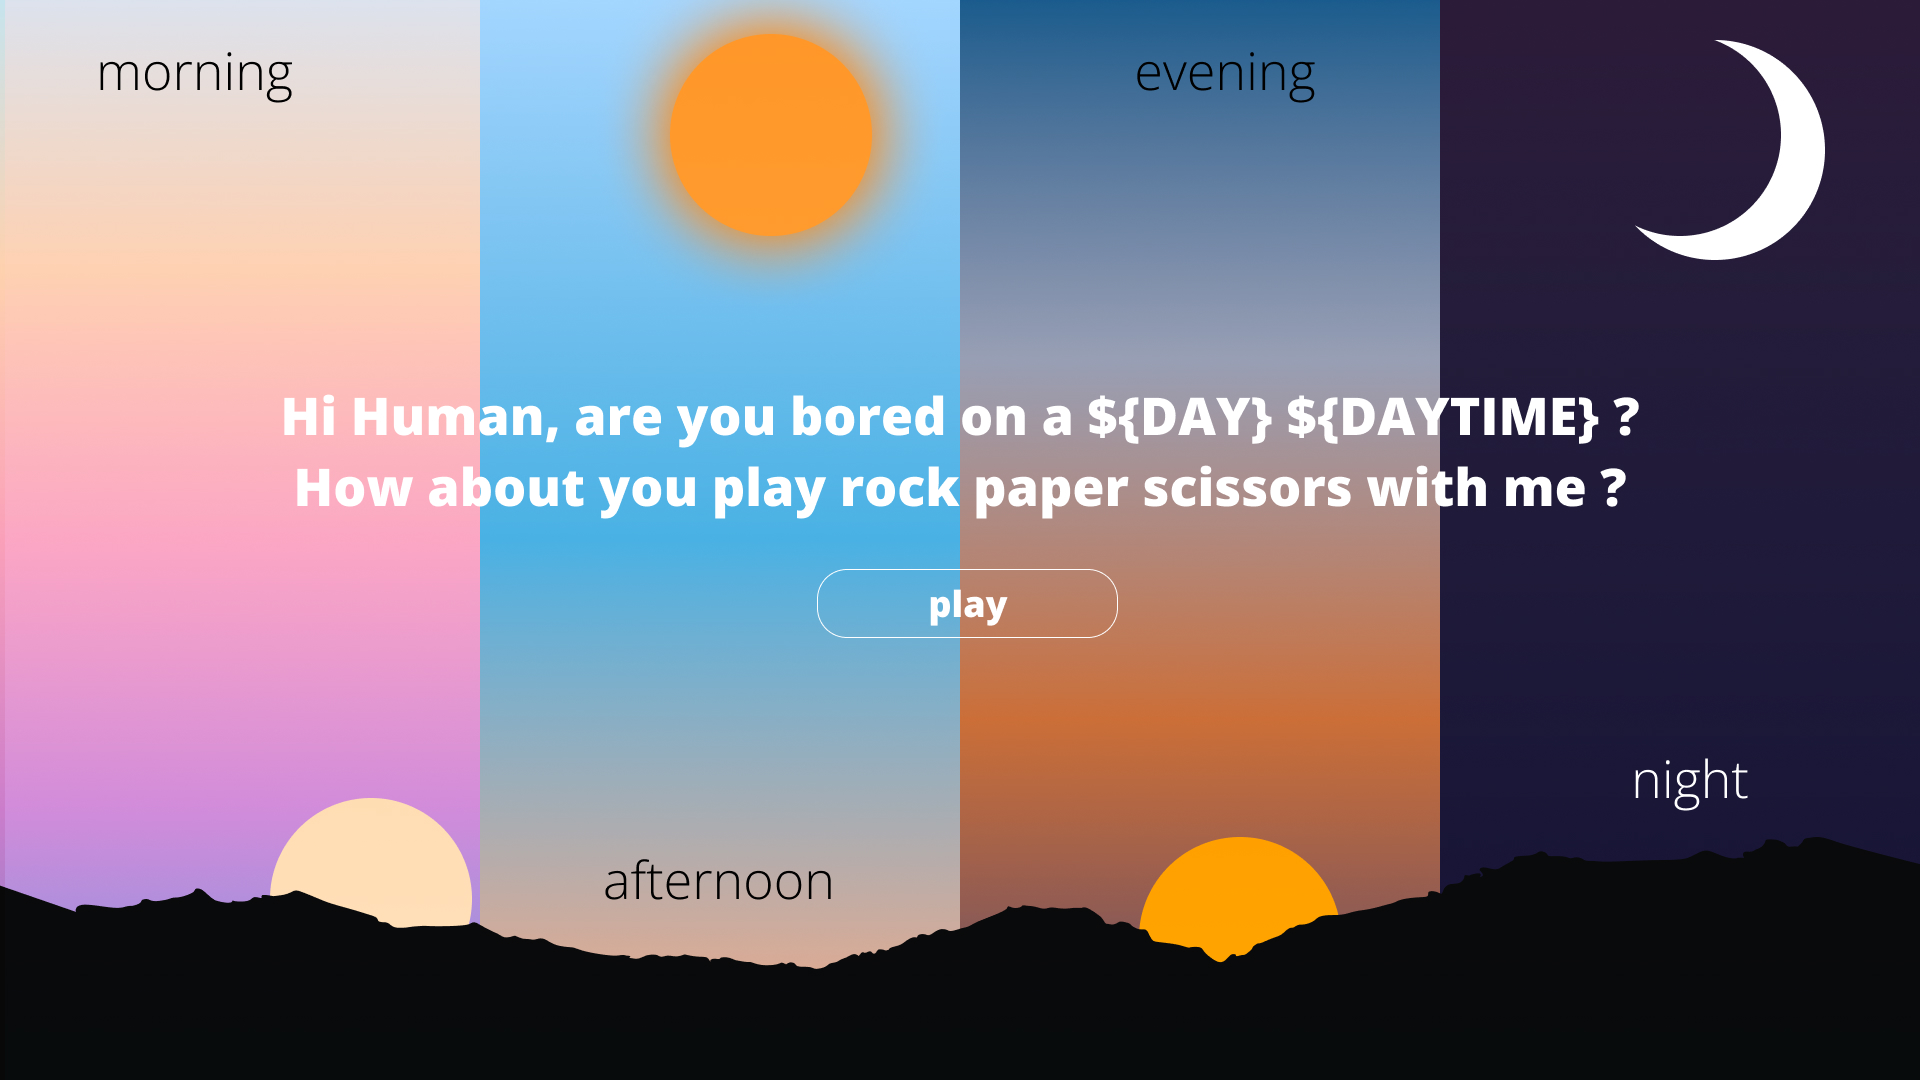 morning
evening
Hi Human, are you bored on a ${DAY} ${DAYTIME} ?
How about you play rock paper scissors with me ?
play
night
afternoon